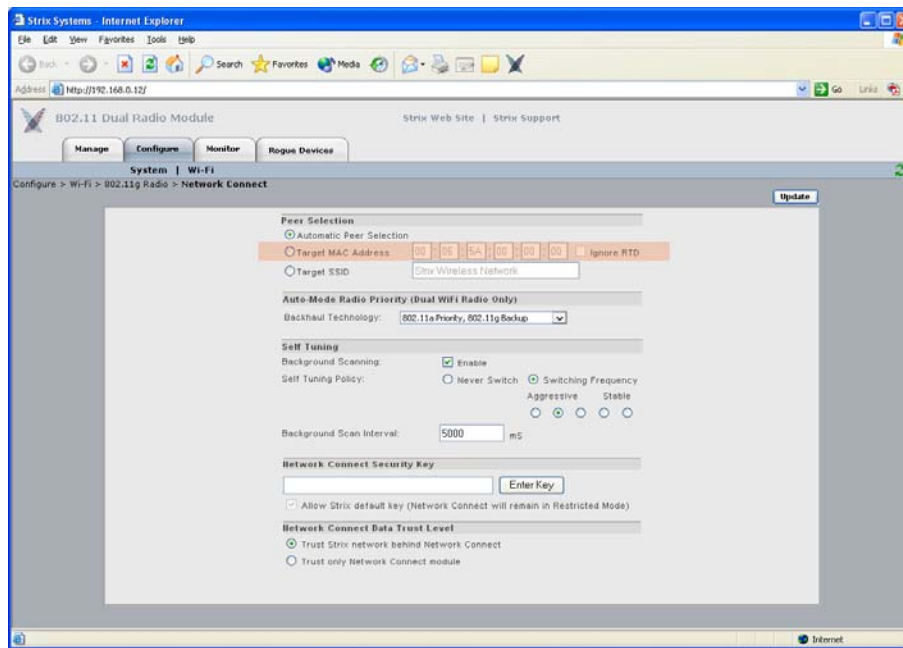 Strix Systems - Internet Explorer
File Edit View Favorites Tools Help
Back Search Favorites Media
Address http://192.168.0.12/ Go Links
802.11 Dual Radio Module Strix Web Site | Strix Support
Manage Configure Monitor Rogue Devices
System | Wi-Fi
Configure > Wi-Fi > 802.11g Radio > Network Connect
Update
Peer Selection
Automatic Peer Selection
Target MAC Address 00 : 06 : 5A : 00 : 00 : 00 Ignore RTD
Target SSID Strix Wireless Network
Auto-Mode Radio Priority (Dual WiFi Radio Only)
Backhaul Technology: 802.11a Priority, 802.11g Backup
Self Tuning
Background Scanning: Enable
Self Tuning Policy: Never Switch Switching Frequency
Aggressive Stable
Background Scan Interval: 5000 mS
Network Connect Security Key
Enter Key
Allow Strix default key (Network Connect will remain in Restricted Mode)
Network Connect Data Trust Level
Trust Strix network behind Network Connect
Trust only Network Connect module
Internet